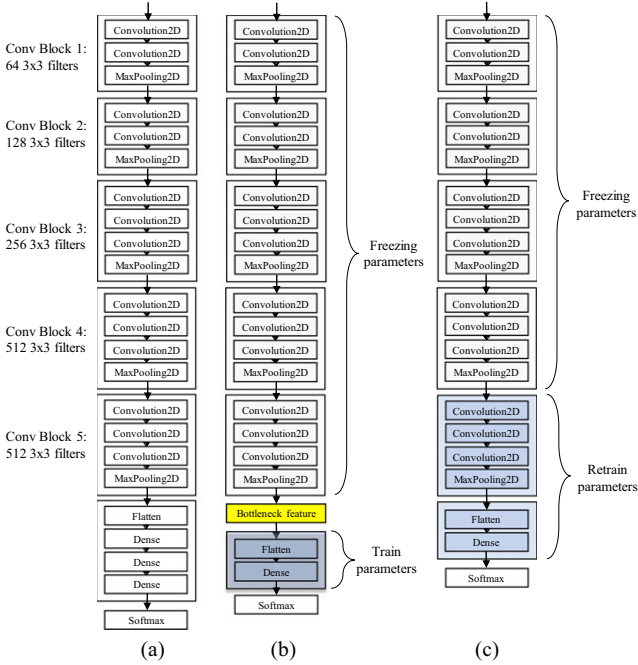 Conv Block 1:
64 3x3 filters
Conv Block 2:
128 3x3 filters
Conv Block 3:
256 3x3 filters
Conv Block 4:
512 3x3 filters
Conv Block 5:
512 3x3 filters
Convolution2D
Convolution2D
MaxPooling2D
Convolution2D
Convolution2D
MaxPooling2D
Convolution2D
Convolution2D
Convolution2D
MaxPooling2D
Convolution2D
Convolution2D
Convolution2D
MaxPooling2D
Convolution2D
Convolution2D
Convolution2D
MaxPooling2D
Flatten
Dense
Dense
Dense
Softmax
(a)
Convolution2D
Convolution2D
MaxPooling2D
Convolution2D
Convolution2D
MaxPooling2D
Convolution2D
Convolution2D
Convolution2D
MaxPooling2D
Convolution2D
Convolution2D
Convolution2D
MaxPooling2D
Convolution2D
Convolution2D
Convolution2D
MaxPooling2D
Bottleneck feature
Flatten
Dense
Softmax
Freezing
parameters
Train
parameters
(b)
Convolution2D
Convolution2D
MaxPooling2D
Convolution2D
Convolution2D
MaxPooling2D
Convolution2D
Convolution2D
Convolution2D
MaxPooling2D
Convolution2D
Convolution2D
Convolution2D
MaxPooling2D
Convolution2D
Convolution2D
Convolution2D
MaxPooling2D
Flatten
Dense
Softmax
Freezing
parameters
Retrain
parameters
(c)